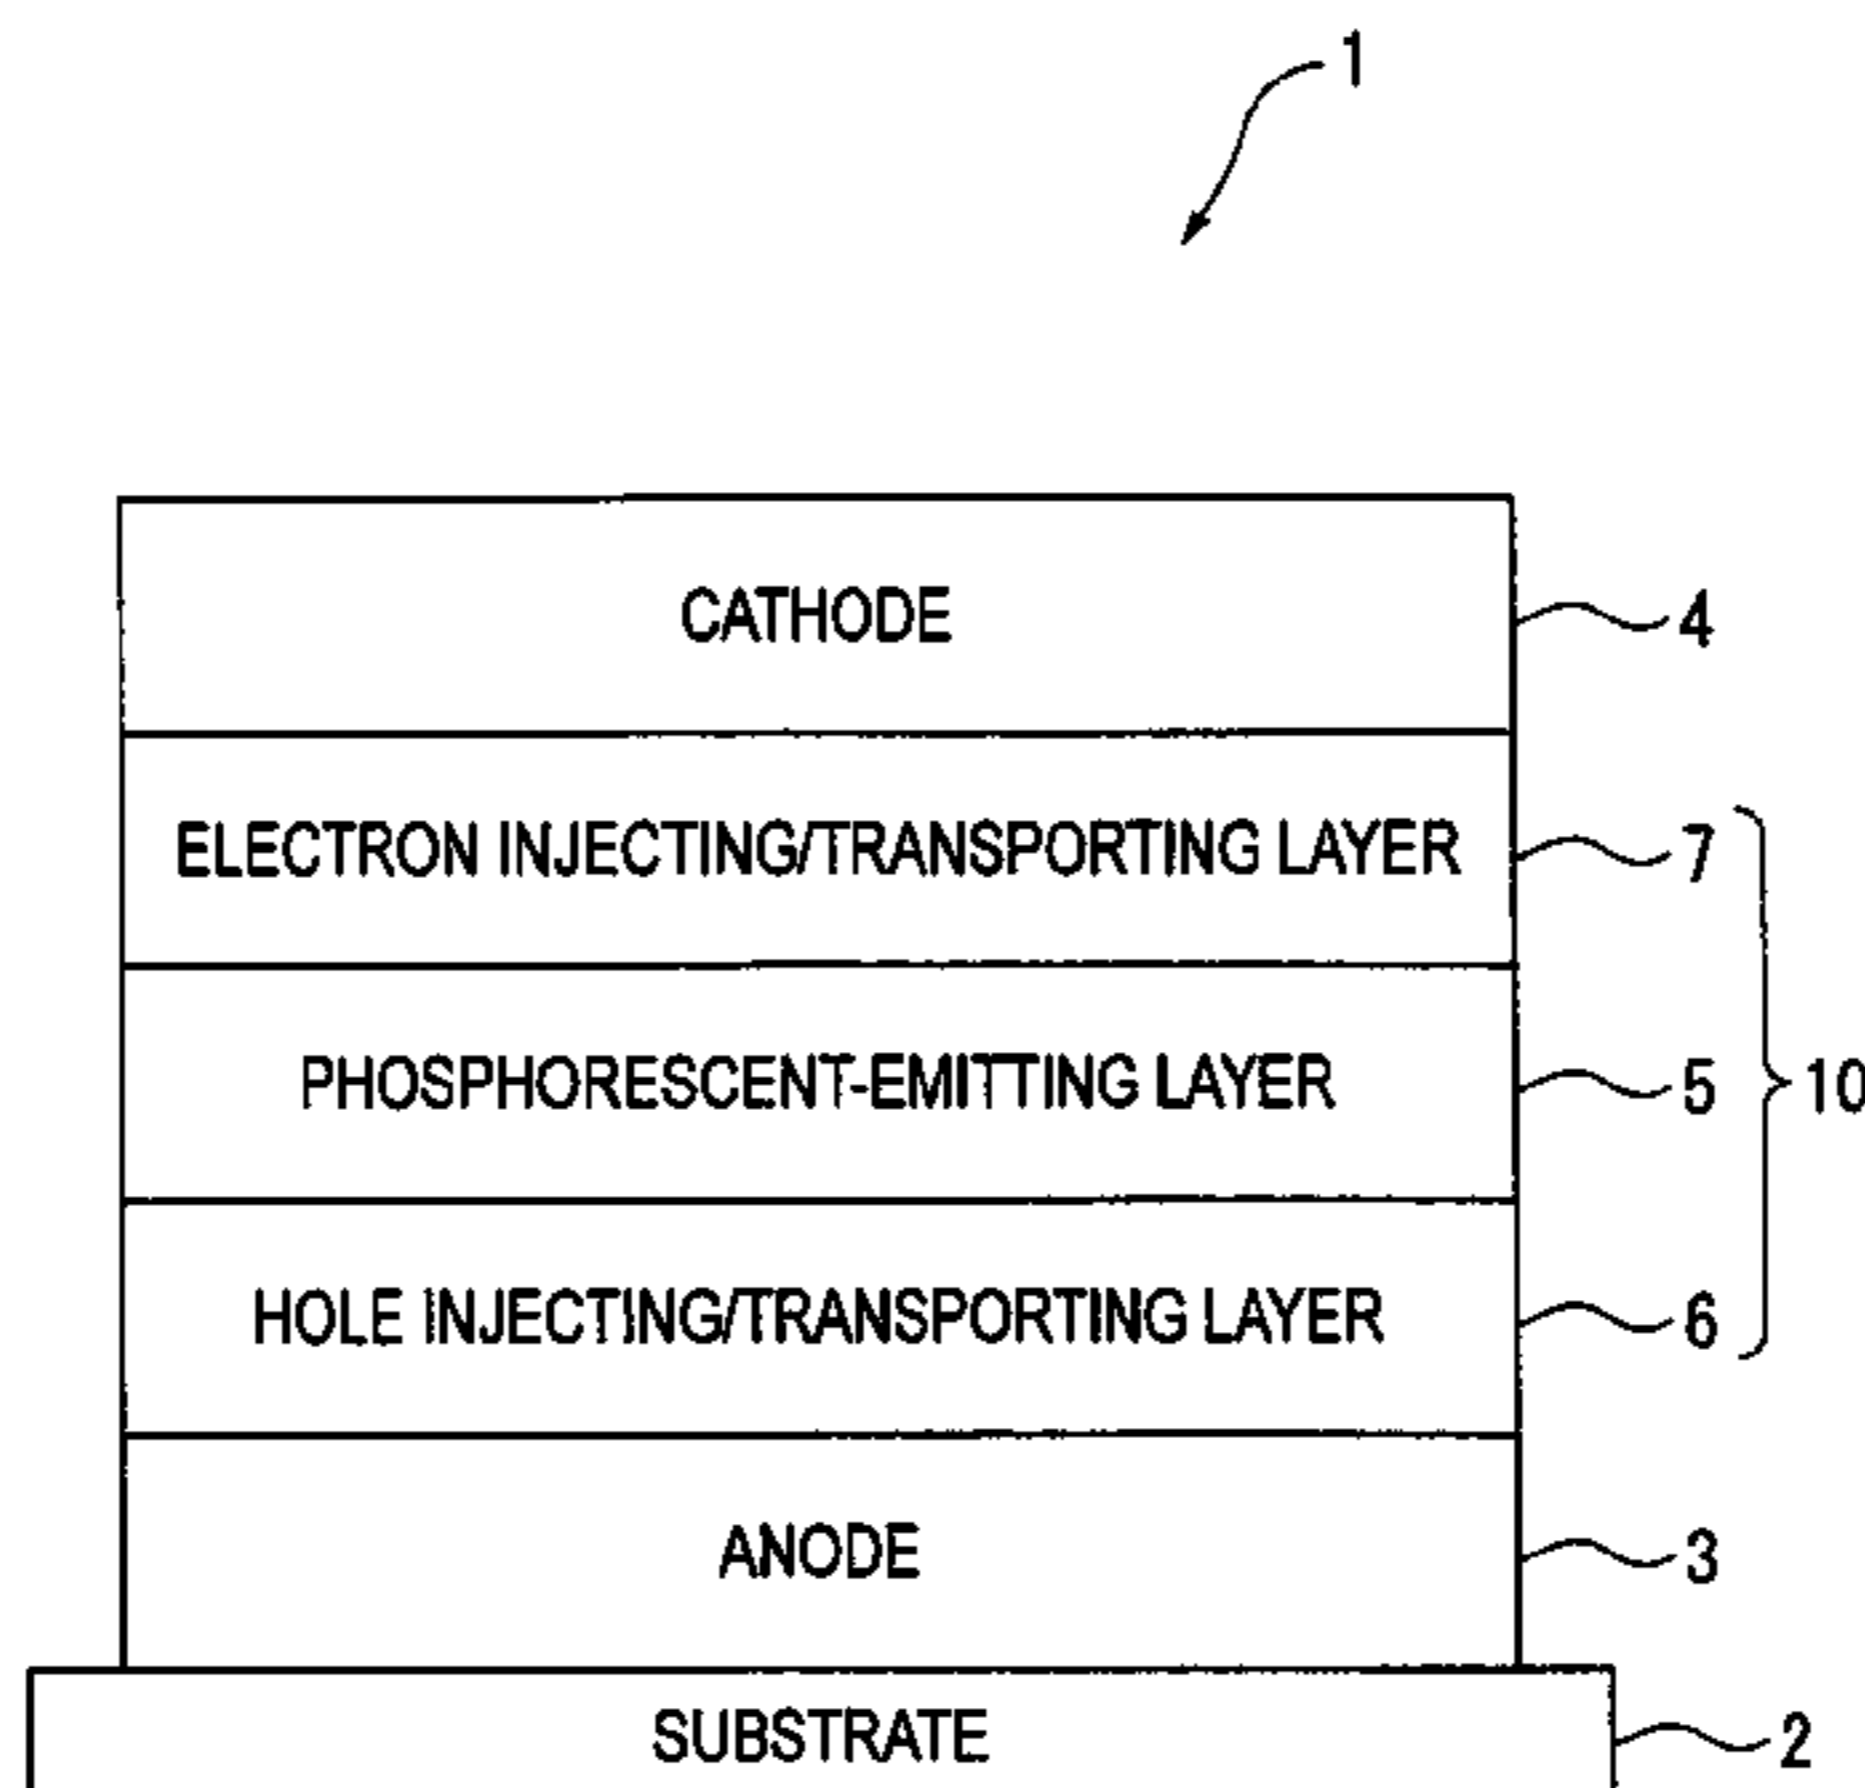 1
CATHODE 4
ELECTRON INJECTING/TRANSPORTING LAYER 7
PHOSPHORESCENT-EMITTING LAYER 5 10
HOLE INJECTING/TRANSPORTING LAYER 6
ANODE 3
SUBSTRATE 2